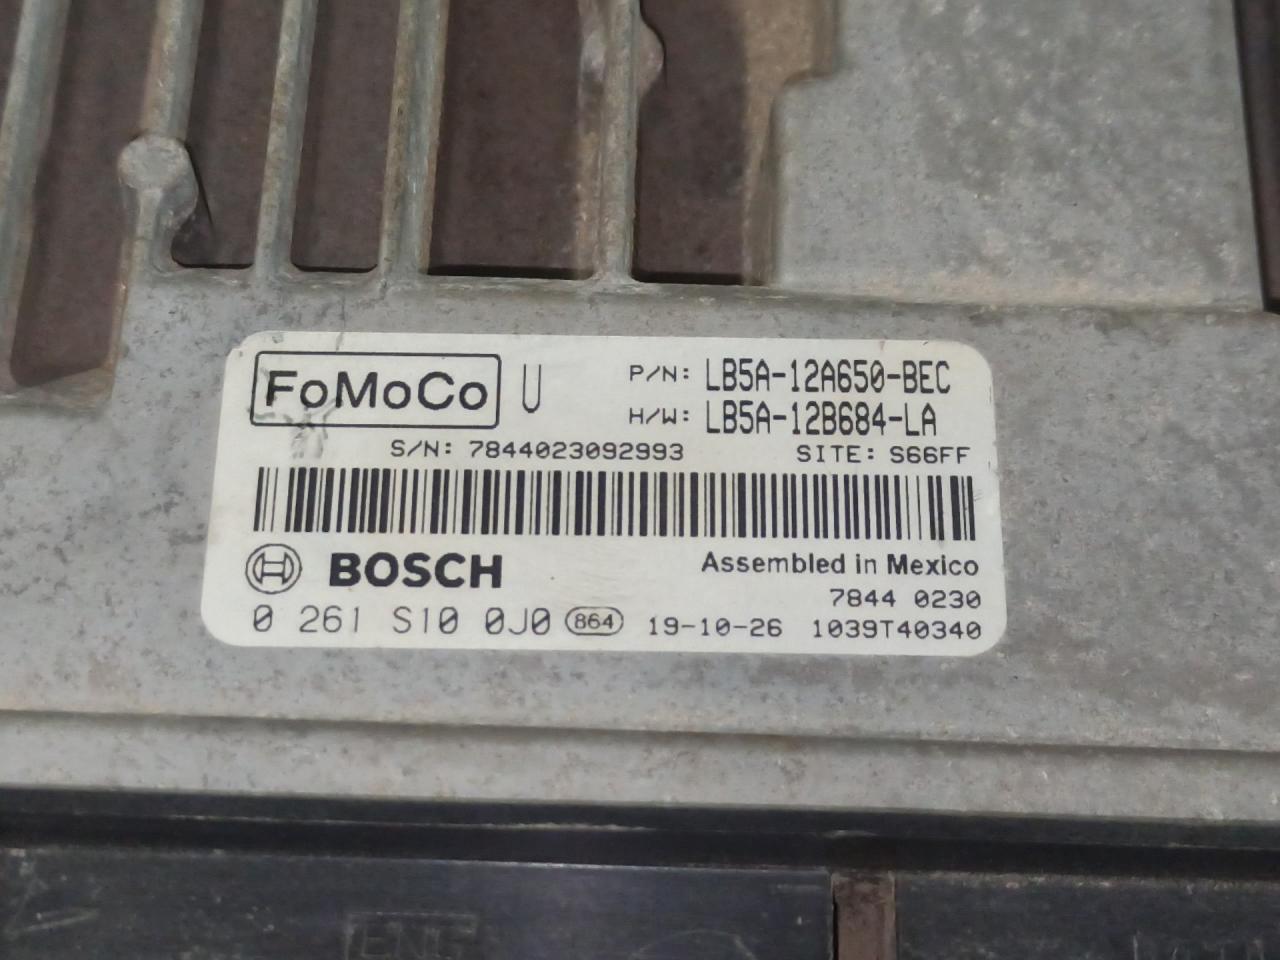 FoMoCo U P/N: LB5A-12A650-BEC
H/W: LB5A-12B684-LA
S/N: 7844023092993 SITE: S66FF
BOSCH Assembled in Mexico
7844 0230
0 261 S10 0J0 864 19-10-26 1039T40340
ENG